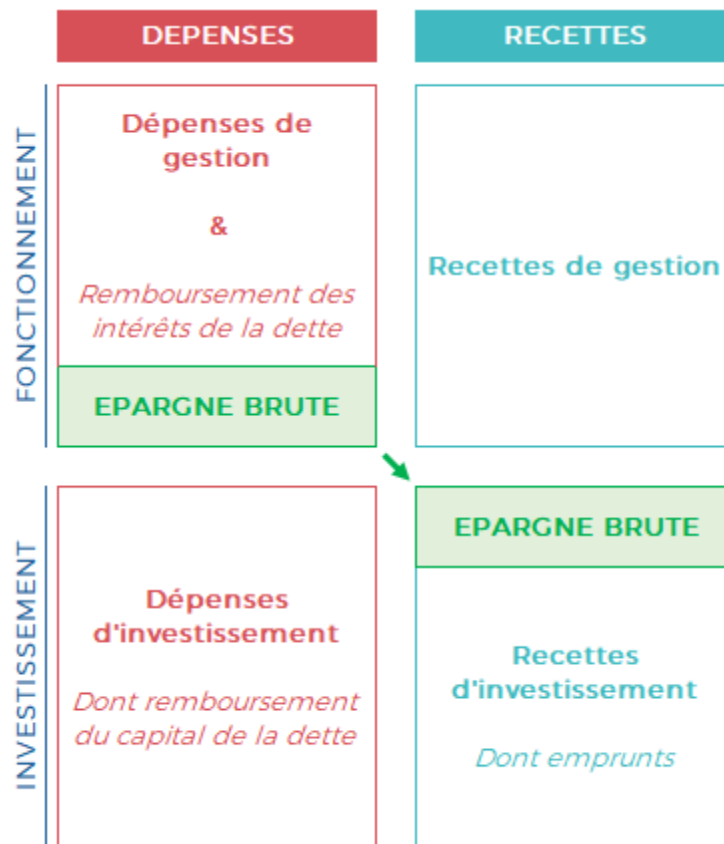 DEPENSES
RECETTES
FONCTIONNEMENT
Dépenses de
gestion
&
Remboursement des
intérêts de la dette
EPARGNE BRUTE
Recettes de gestion
INVESTISSEMENT
Dépenses
d'investissement
Dont remboursement
du capital de la dette
EPARGNE BRUTE
Recettes
d'investissement
Dont emprunts